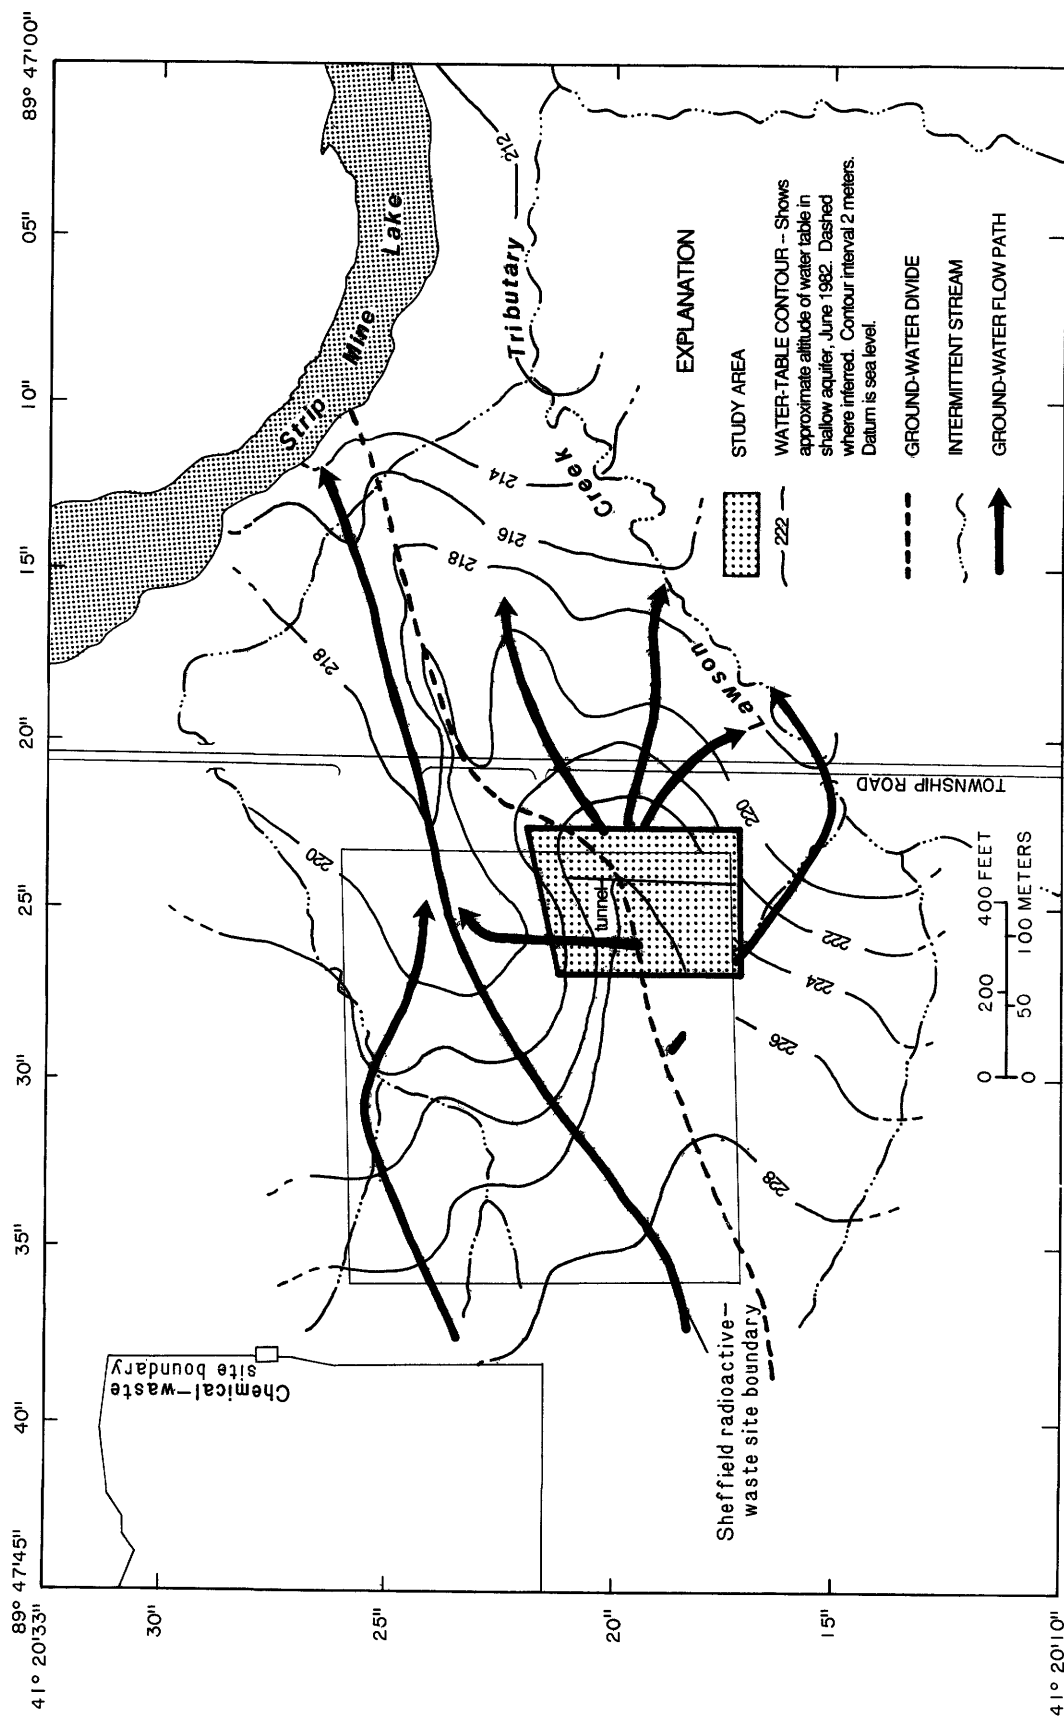 89° 47'45"
40"
35"
30"
25"
20"
15"
10"
05"
89° 47'00"
41° 20'33"
30"
25"
20"
15"
41° 20'10"
Chemical-waste
site boundary
Sheffield radioactive-
waste site boundary
Strip Mine Lake
Lawson Creek Tributary
TOWNSHIP ROAD
tunnel
212
214
216
218
218
220
220
222
224
226
228
EXPLANATION
STUDY AREA
222
WATER-TABLE CONTOUR -- Shows
approximate altitude of water table in
shallow aquifer, June 1982. Dashed
where inferred. Contour interval 2 meters.
Datum is sea level.
GROUND-WATER DIVIDE
INTERMITTENT STREAM
GROUND-WATER FLOW PATH
0 200 400 FEET
0 50 100 METERS